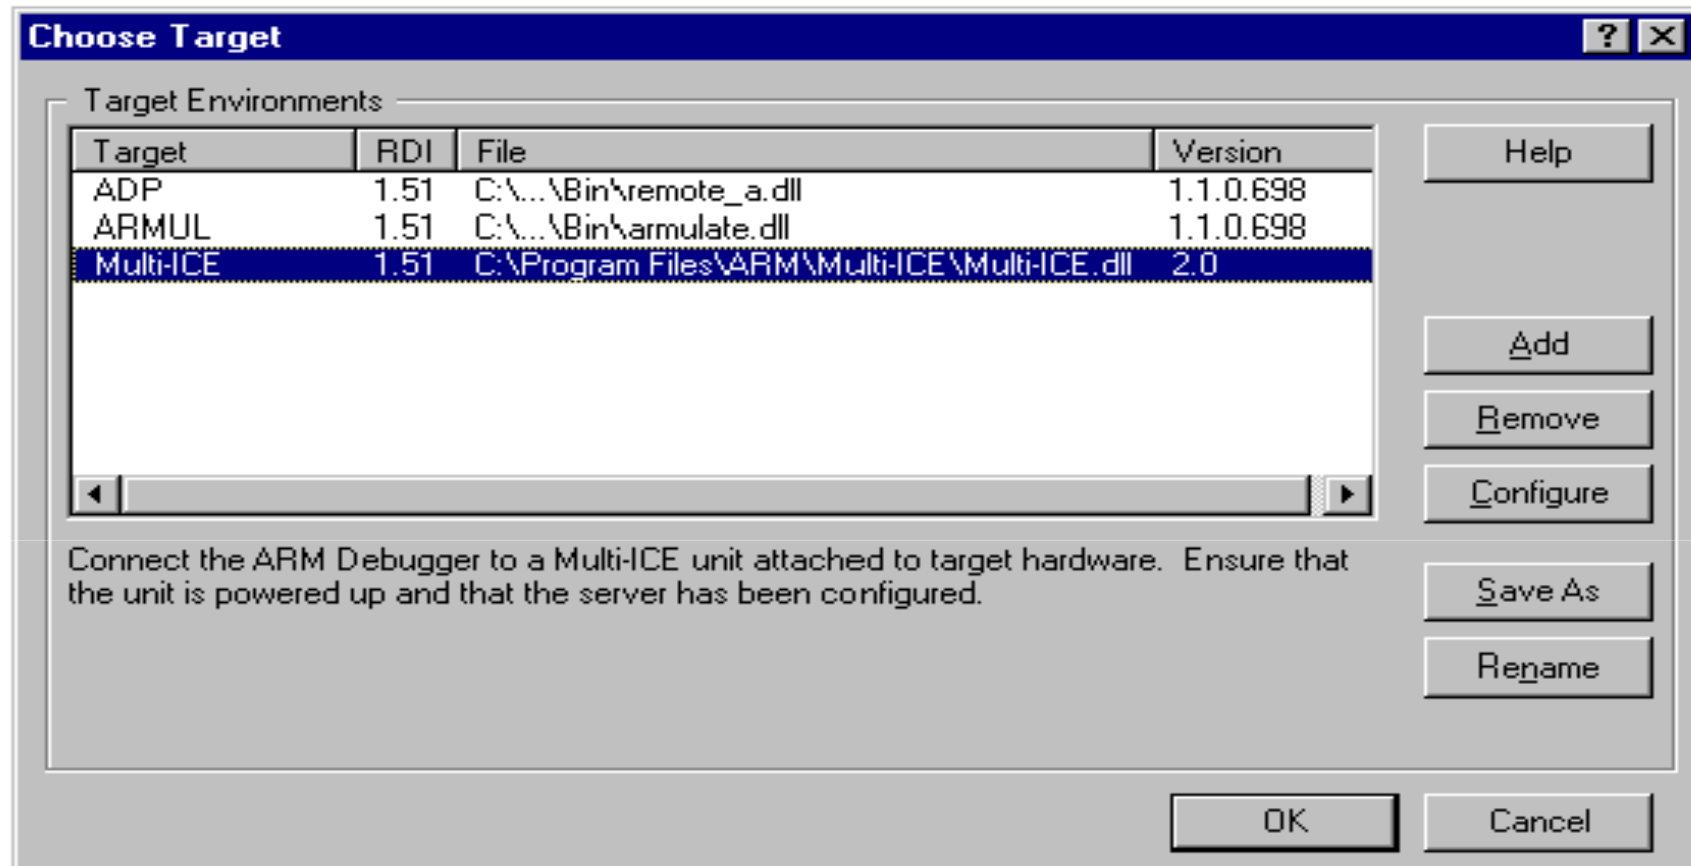 Choose Target
Target Environments
Target RDI File Version
ADP 1.51 C:\...\Bin\remote_a.dll 1.1.0.698
ARMUL 1.51 C:\...\Bin\armulate.dll 1.1.0.698
Multi-ICE 1.51 C:\Program Files\ARM\Multi-ICE\Multi-ICE.dll 2.0
Help
Add
Remove
Configure
Connect the ARM Debugger to a Multi-ICE unit attached to target hardware. Ensure that
the unit is powered up and that the server has been configured.
Save As
Rename
OK Cancel